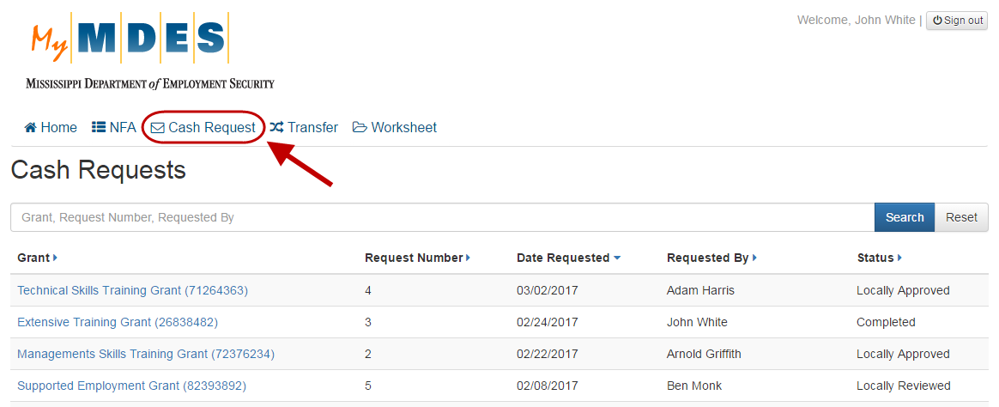 Welcome, John White | Sign out
My MDES
MISSISSIPPI DEPARTMENT of EMPLOYMENT SECURITY
Home NFA Cash Request Transfer Worksheet
Cash Requests
Grant, Request Number, Requested By Search Reset
Grant Request Number Date Requested Requested By Status
Technical Skills Training Grant (71264363) 4 03/02/2017 Adam Harris Locally Approved
Extensive Training Grant (26838482) 3 02/24/2017 John White Completed
Managements Skills Training Grant (72376234) 2 02/22/2017 Arnold Griffith Locally Approved
Supported Employment Grant (82393892) 5 02/08/2017 Ben Monk Locally Reviewed